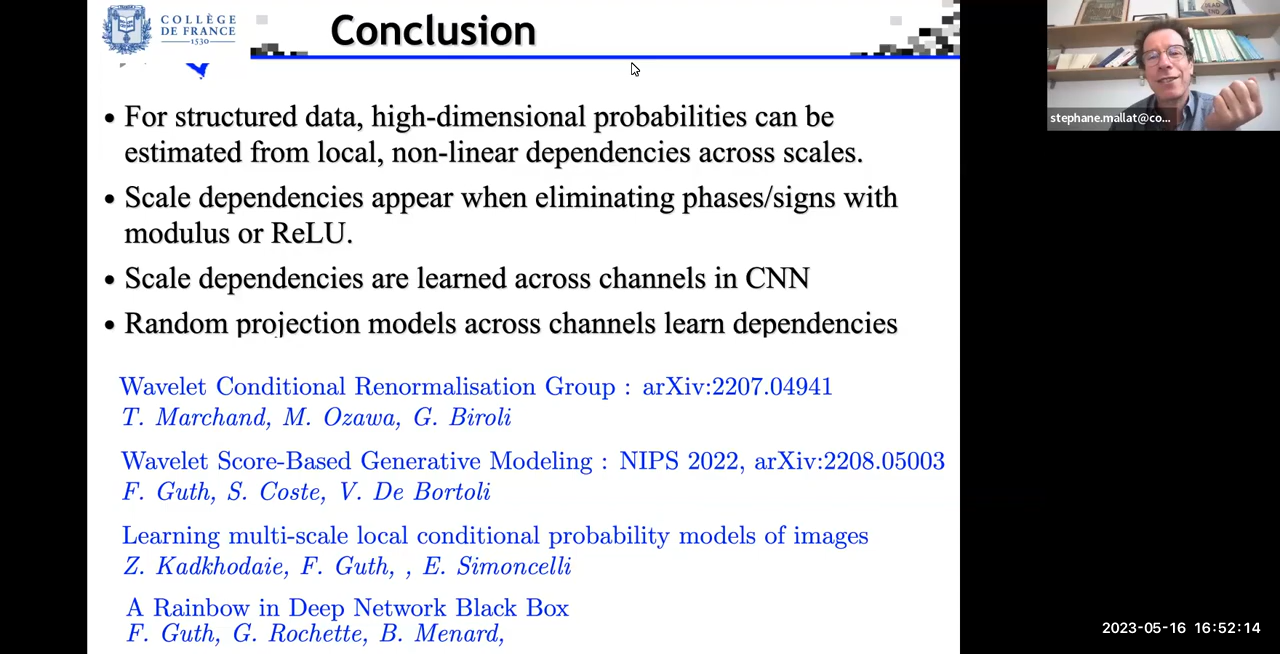 COLLÈGE
DE FRANCE
1530
Conclusion
• For structured data, high-dimensional probabilities can be
estimated from local, non-linear dependencies across scales.
• Scale dependencies appear when eliminating phases/signs with
modulus or ReLU.
• Scale dependencies are learned across channels in CNN
• Random projection models across channels learn dependencies
Wavelet Conditional Renormalisation Group : arXiv:2207.04941
T. Marchand, M. Ozawa, G. Biroli
Wavelet Score-Based Generative Modeling : NIPS 2022, arXiv:2208.05003
F. Guth, S. Coste, V. De Bortoli
Learning multi-scale local conditional probability models of images
Z. Kadkhodaie, F. Guth, , E. Simoncelli
A Rainbow in Deep Network Black Box
F. Guth, G. Rochette, B. Menard,
stephane.mallat@co...
2023-05-16 16:52:14